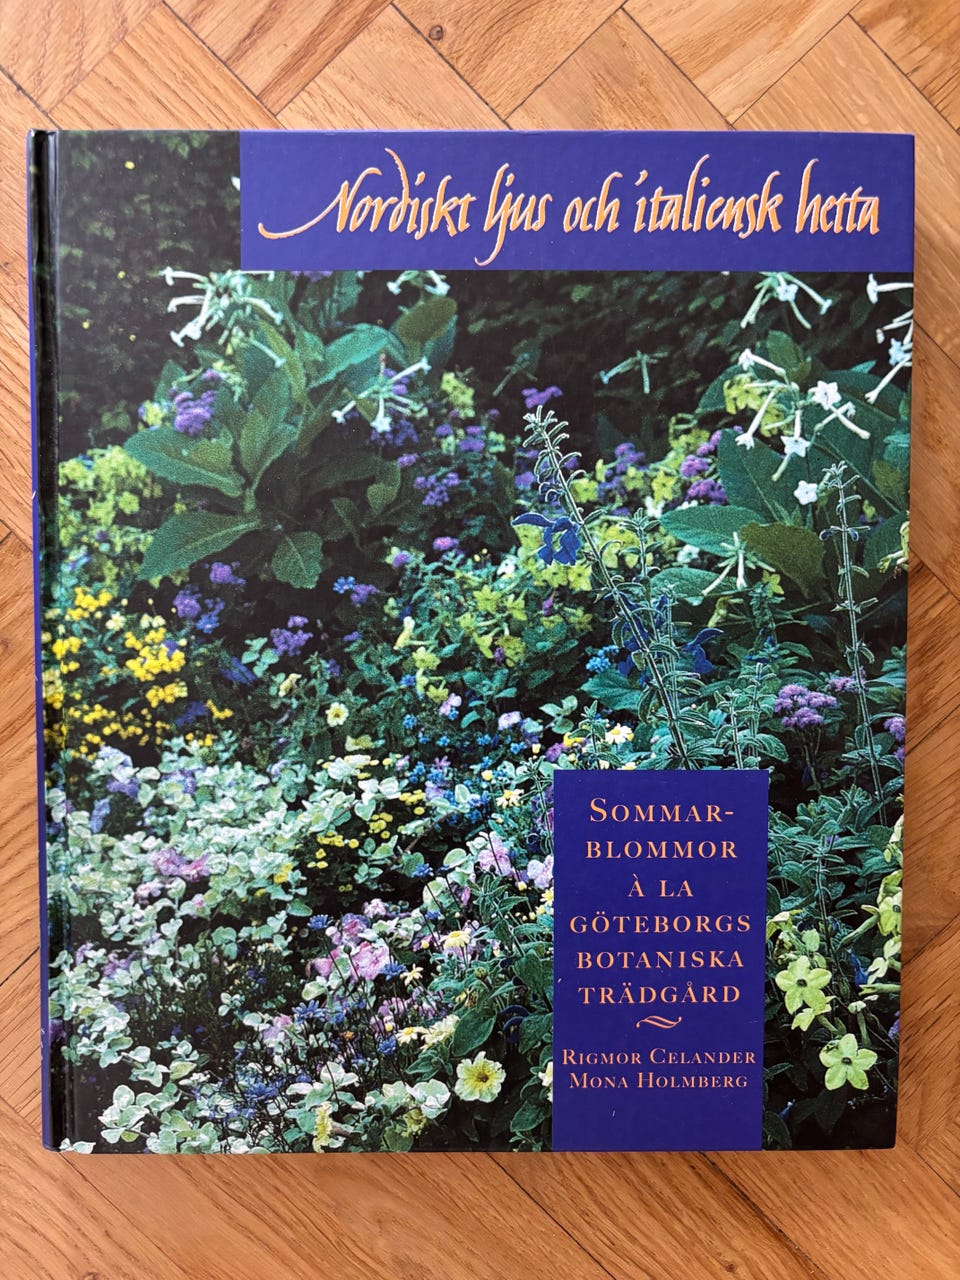 Nordiskt ljus och italiensk hetta
SOMMAR-
BLOMMOR
À LA
GÖTEBORGS
BOTANISKA
TRÄDGÅRD
RIGMOR CELANDER
MONA HOLMBERG